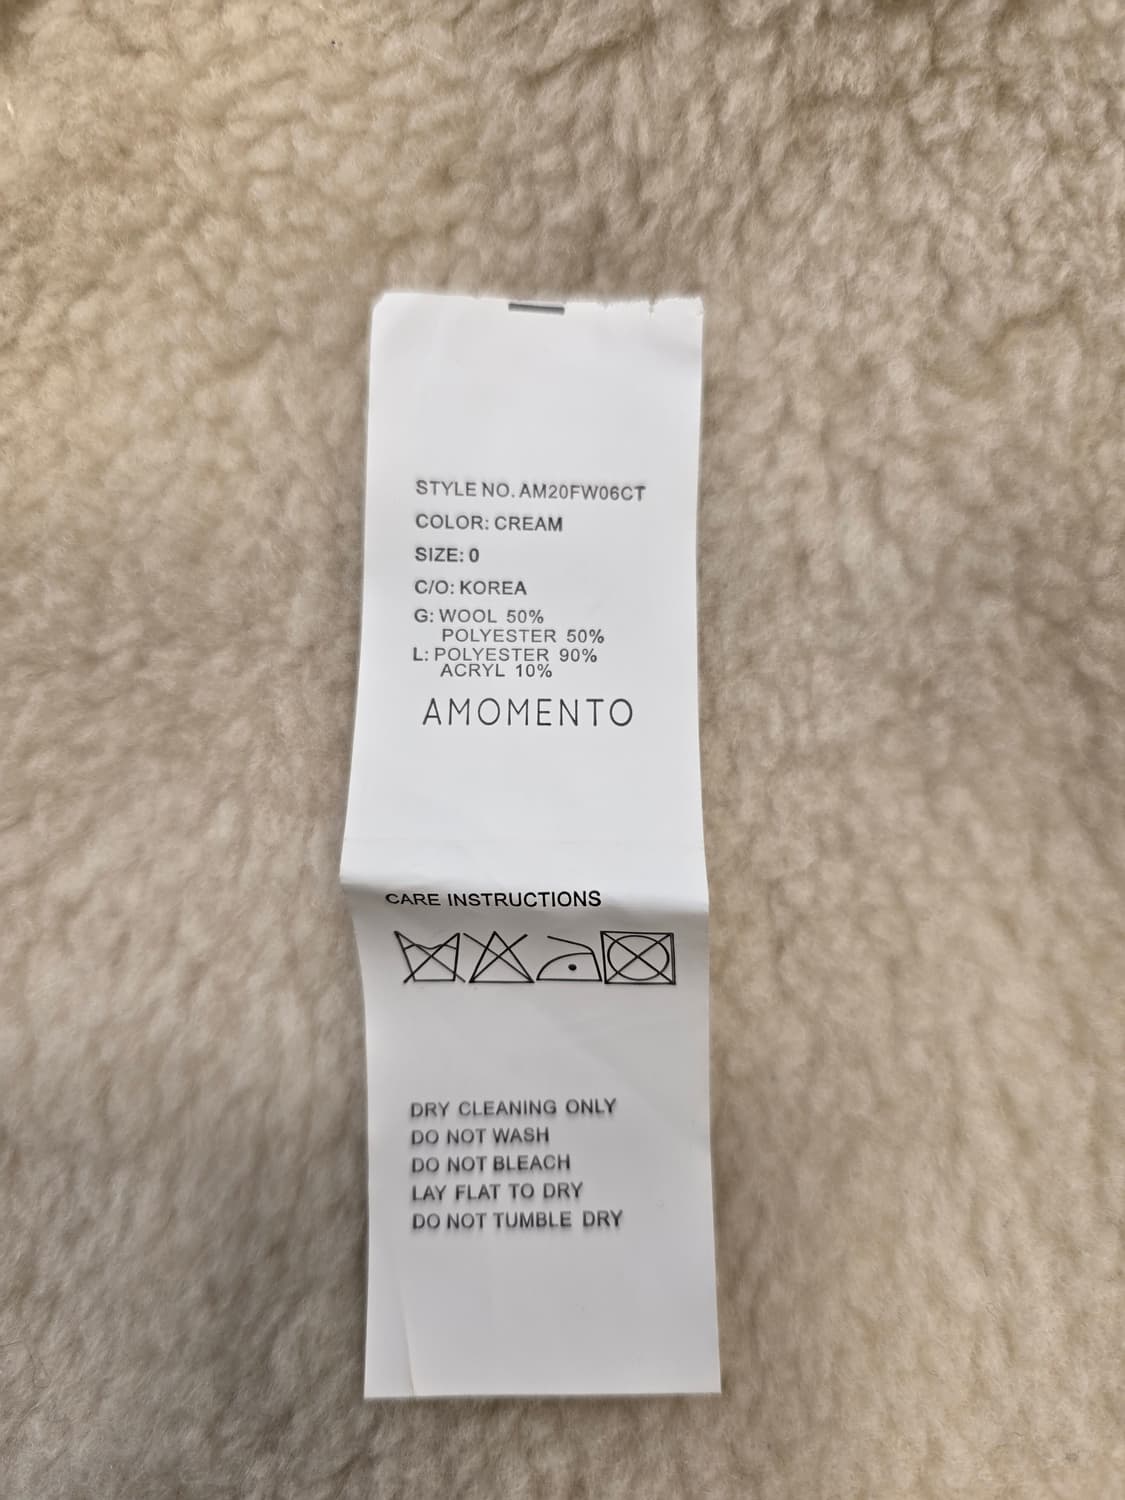 STYLE NO. AM20FW06CT
COLOR: CREAM
SIZE: 0
C/O: KOREA
G: WOOL 50%
POLYESTER 50%
L: POLYESTER 90%
ACRYL 10%
AMOMENTO
CARE INSTRUCTIONS
DRY CLEANING ONLY
DO NOT WASH
DO NOT BLEACH
LAY FLAT TO DRY
DO NOT TUMBLE DRY